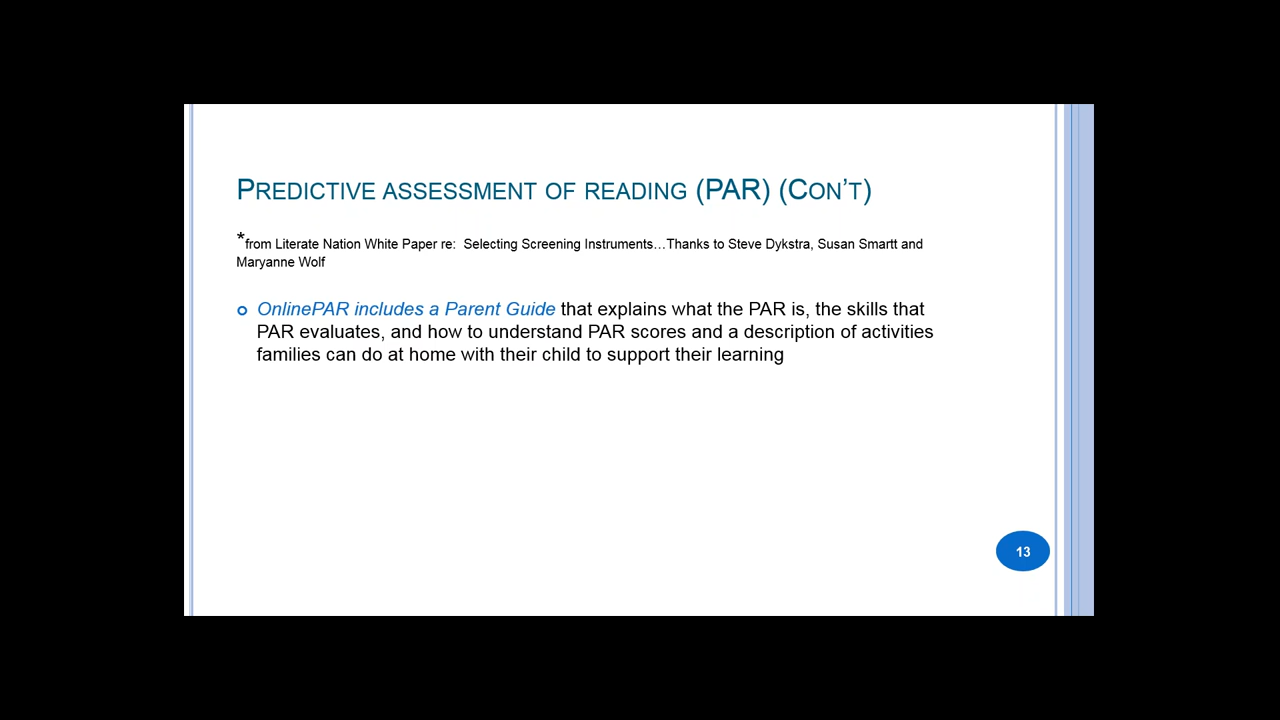 PREDICTIVE ASSESSMENT OF READING (PAR) (CON'T)
*from Literate Nation White Paper re:  Selecting Screening Instruments…Thanks to Steve Dykstra, Susan Smartt and
Maryanne Wolf
OnlinePAR includes a Parent Guide that explains what the PAR is, the skills that
PAR evaluates, and how to understand PAR scores and a description of activities
families can do at home with their child to support their learning
13